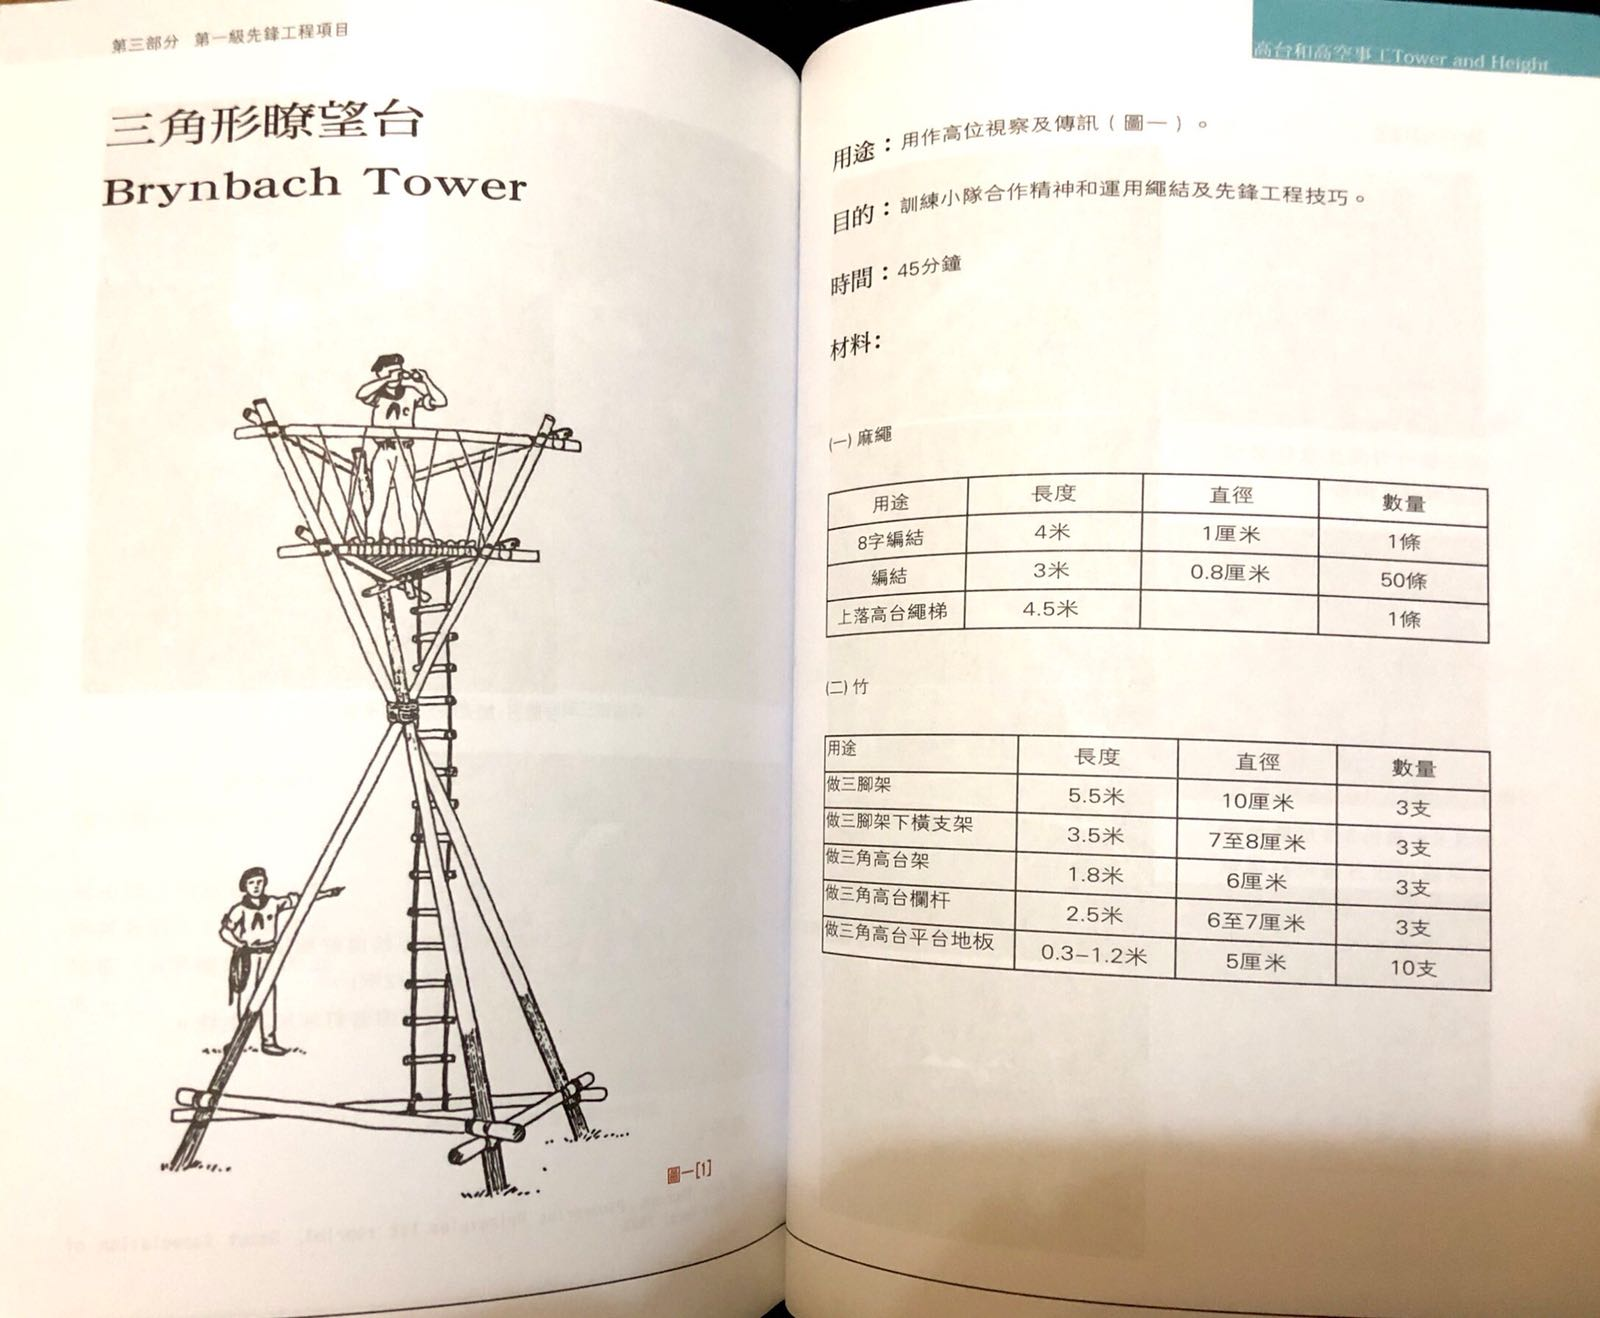 第三部分 第一級先鋒工程項目
三角形瞭望台
Brynbach Tower
圖一[1]
高台和高空事工Tower and Height
用途：用作高位視察及傳訊（圖一）。
目的：訓練小隊合作精神和運用繩結及先鋒工程技巧。
時間：45分鐘
材料：
(一) 麻繩
用途 長度 直徑 數量
8字編結 4米 1厘米 1條
編結 3米 0.8厘米 50條
上落高台繩梯 4.5米 1條
(二) 竹
用途 長度 直徑 數量
做三腳架 5.5米 10厘米 3支
做三腳架下橫支架 3.5米 7至8厘米 3支
做三角高台架 1.8米 6厘米 3支
做三角高台欄杆 2.5米 6至7厘米 3支
做三角高台平台地板 0.3–1.2米 5厘米 10支